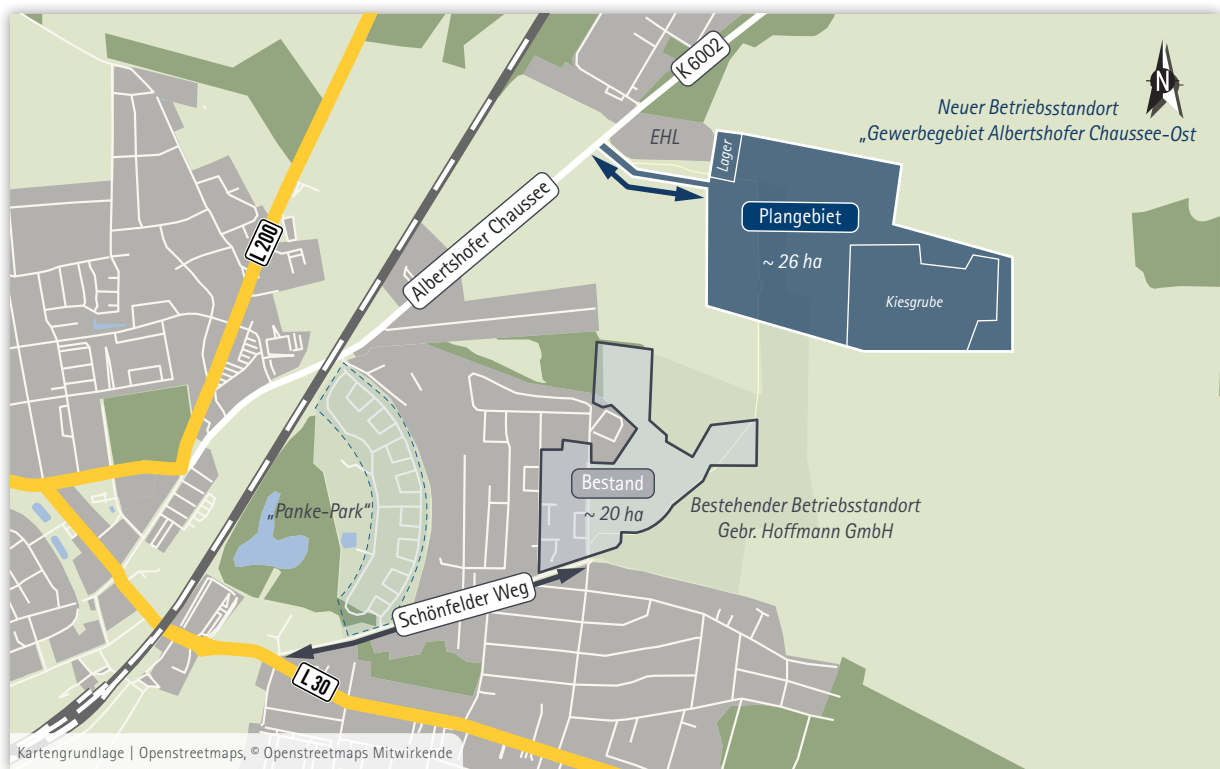 K 6002
N
Neuer Betriebsstandort
„Gewerbegebiet Albertshofer Chaussee-Ost
EHL
Lager
Albertshofer Chaussee
Plangebiet
L 200
~ 26 ha
Kiesgrube
Bestand
~ 20 ha
„Panke-Park“
Bestehender Betriebsstandort
Gebr. Hoffmann GmbH
Schönfelder Weg
L 30
Kartengrundlage | Openstreetmaps, © Openstreetmaps Mitwirkende